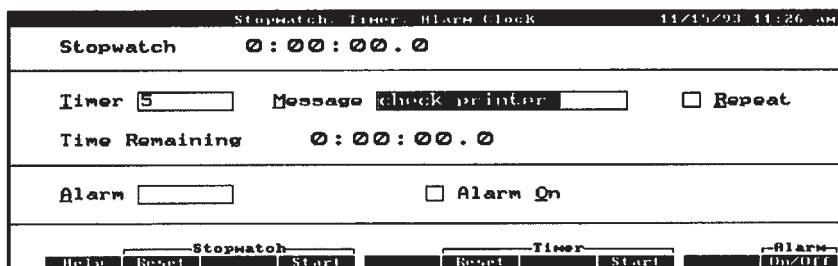 Stopwatch, Timer, Alarm Clock 11/15/93 11:26 am
Stopwatch 0:00:00.0
Timer 5 Message check printer Repeat
Time Remaining 0:00:00.0
Alarm Alarm On
Stopwatch Timer Alarm
Help Reset Start Reset Start On/Off